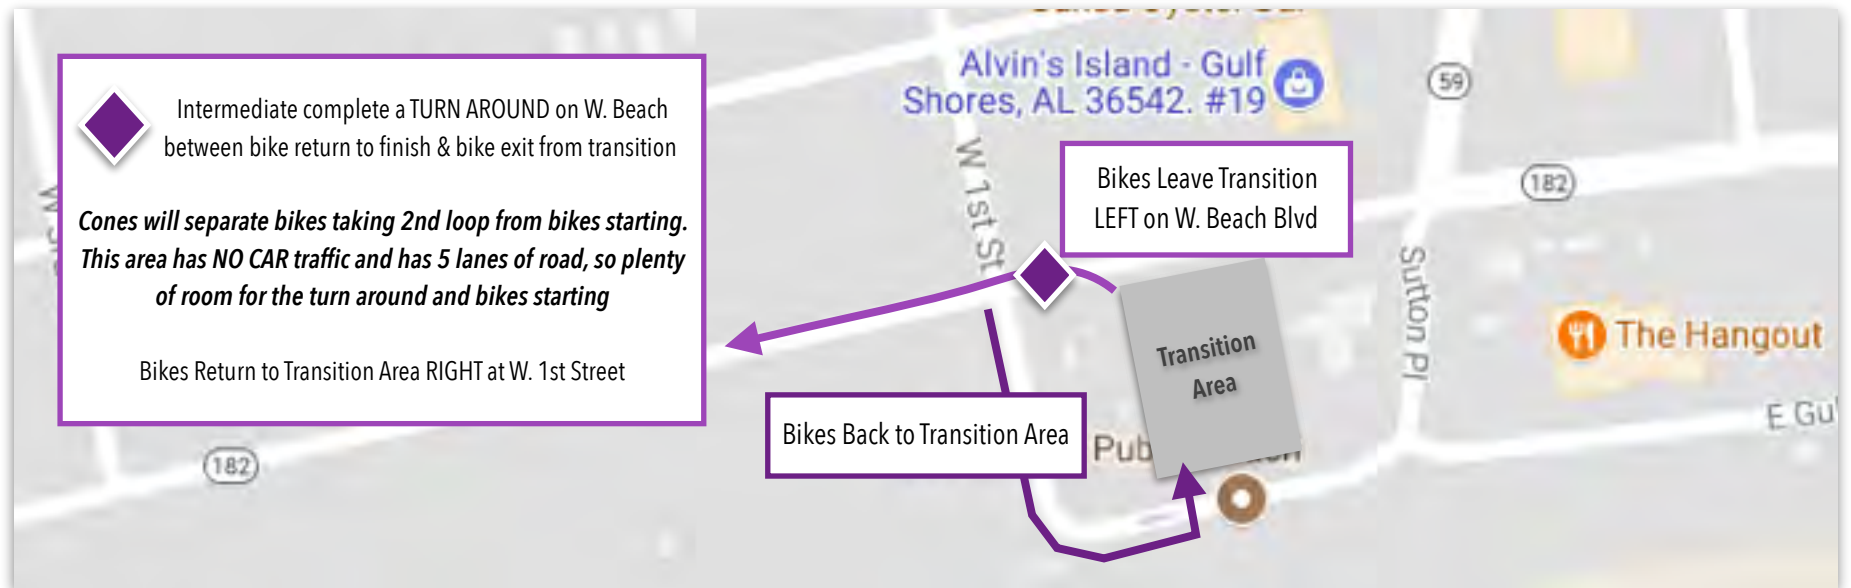 Intermediate complete a TURN AROUND on W. Beach
between bike return to finish & bike exit from transition
Cones will separate bikes taking 2nd loop from bikes starting.
This area has NO CAR traffic and has 5 lanes of road, so plenty
of room for the turn around and bikes starting
Bikes Return to Transition Area RIGHT at W. 1st Street
182
Alvin's Island - Gulf
Shores, AL 36542. #19
W 1st St
Bikes Leave Transition
LEFT on W. Beach Blvd
Transition
Area
Bikes Back to Transition Area
Pub
59
182
Sutton Pl
The Hangout
E Gu